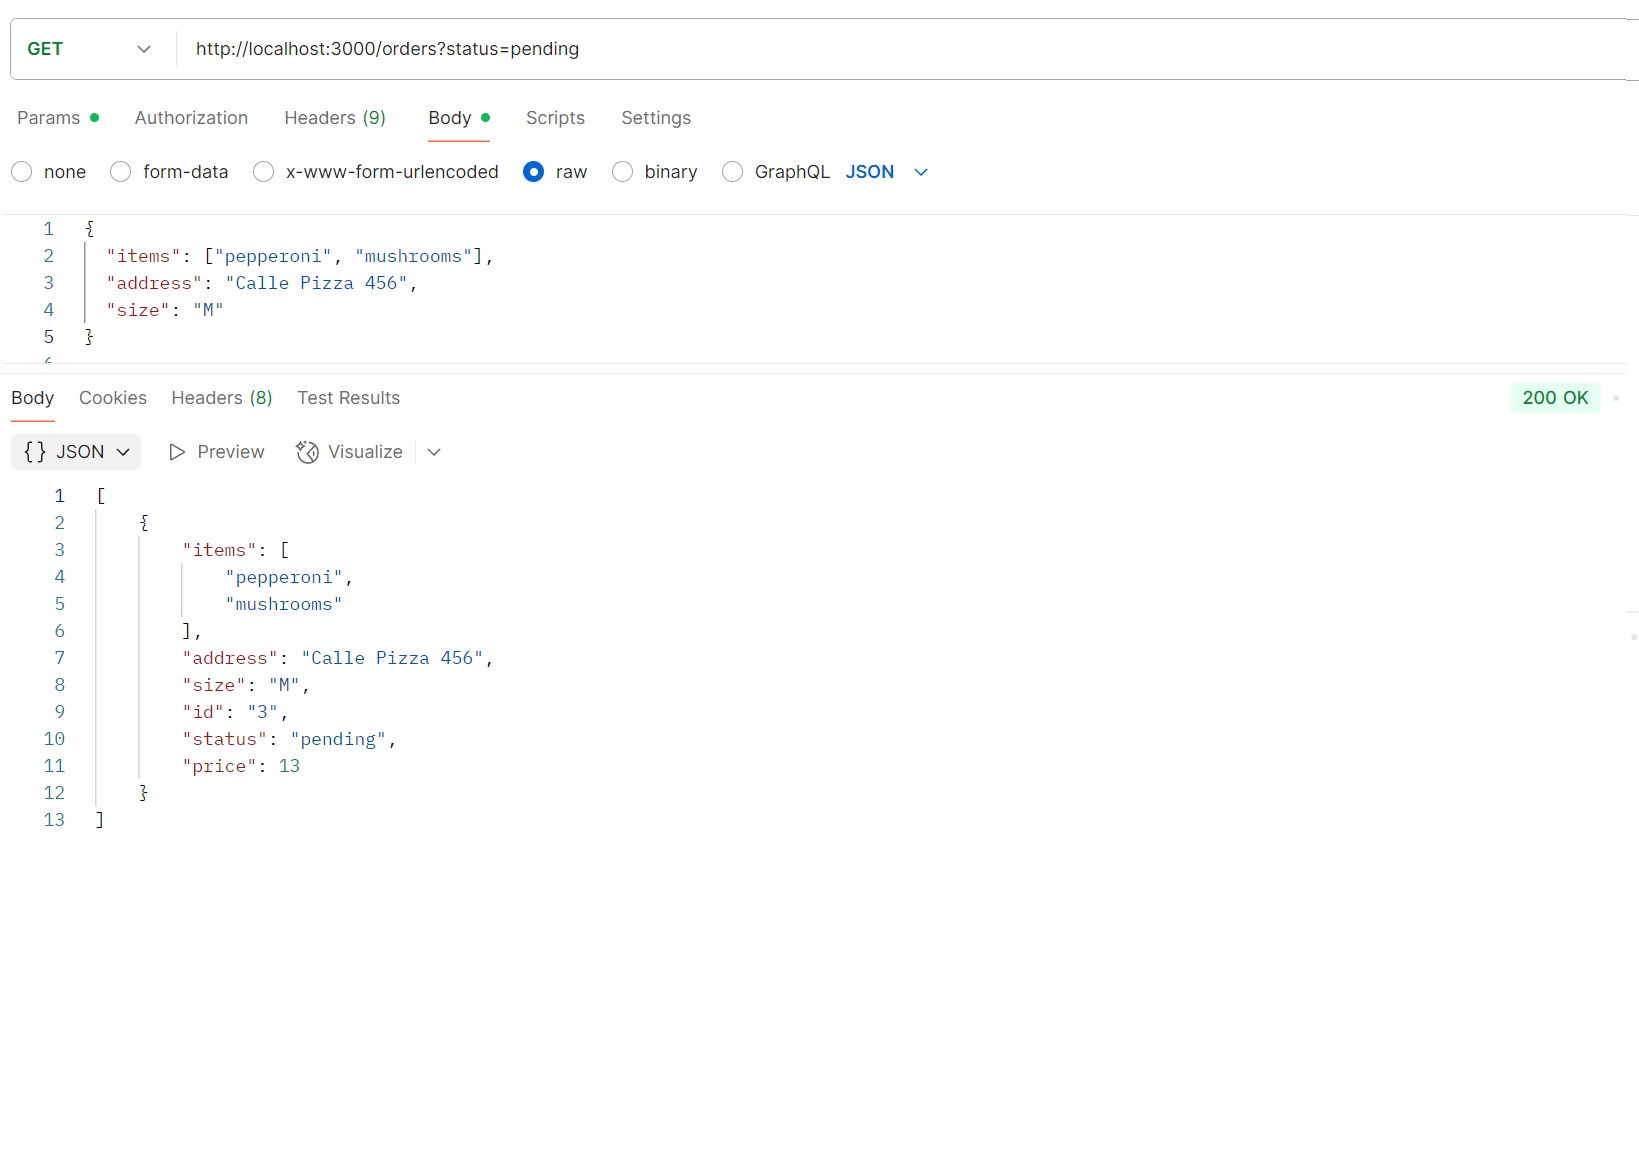 GET http://localhost:3000/orders?status=pending
Params Authorization Headers (9) Body Scripts Settings
none form-data x-www-form-urlencoded raw binary GraphQL JSON
1 {
2 "items": ["pepperoni", "mushrooms"],
3 "address": "Calle Pizza 456",
4 "size": "M"
5 }
6
Body Cookies Headers (8) Test Results 200 OK
{} JSON Preview Visualize
1 [
2 {
3 "items": [
4 "pepperoni",
5 "mushrooms"
6 ],
7 "address": "Calle Pizza 456",
8 "size": "M",
9 "id": "3",
10 "status": "pending",
11 "price": 13
12 }
13 ]